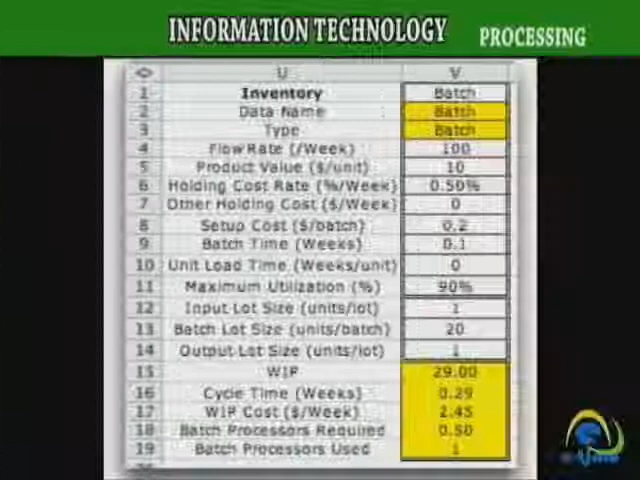 INFORMATION TECHNOLOGY PROCESSING
U V
1 Inventory Batch
2 Data Name Batch
3 Type Batch
4 Flow Rate (/Week) 100
5 Product Value ($/unit) 10
6 Holding Cost Rate (%/Week) 0.50%
7 Other Holding Cost ($/Week) 0
8 Setup Cost ($/batch) 0.2
9 Batch Time (Weeks) 0.1
10 Unit Load Time (Weeks/unit) 0
11 Maximum Utilization (%) 90%
12 Input Lot Size (units/lot) 1
13 Batch Lot Size (units/batch) 20
14 Output Lot Size (units/lot) 1
15 WIP 29.00
16 Cycle Time (Weeks) 0.29
17 WIP Cost ($/Week) 2.45
18 Batch Processors Required 0.50
19 Batch Processors Used 1